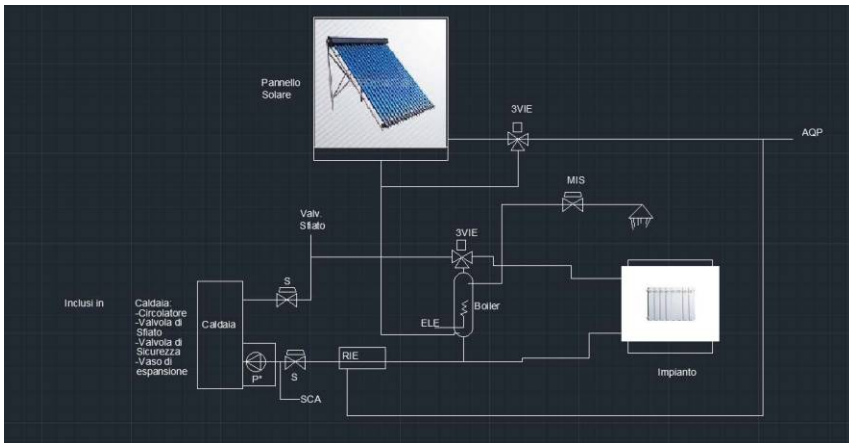 Pannello
Solare
3VIE
AQP
MIS
Valv.
Sfiato
3VIE
S
Inclusi in
Caldaia:
-Circolatore
-Valvola di
Sfiato
-Valvola di
Sicurezza
-Vaso di
espansione
Caldaia
Boiler
ELE
RIE
P*
S
SCA
Impianto